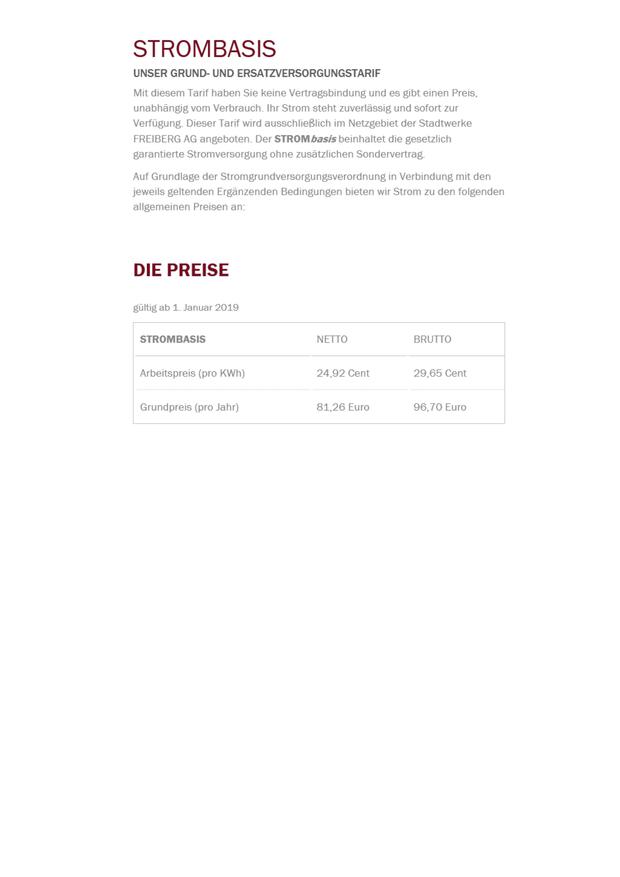 STROMBASIS
UNSER GRUND- UND ERSATZVERSORGUNGSTARIF
Mit diesem Tarif haben Sie keine Vertragsbindung und es gibt einen Preis,
unabhängig vom Verbrauch. Ihr Strom steht zuverlässig und sofort zur
Verfügung. Dieser Tarif wird ausschließlich im Netzgebiet der Stadtwerke
FREIBERG AG angeboten. Der STROMbasis beinhaltet die gesetzlich
garantierte Stromversorgung ohne zusätzlichen Sondervertrag.
Auf Grundlage der Stromgrundversorgungsverordnung in Verbindung mit den
jeweils geltenden Ergänzenden Bedingungen bieten wir Strom zu den folgenden
allgemeinen Preisen an:
DIE PREISE
gültig ab 1. Januar 2019
STROMBASIS NETTO BRUTTO
Arbeitspreis (pro KWh) 24,92 Cent 29,65 Cent
Grundpreis (pro Jahr) 81,26 Euro 96,70 Euro